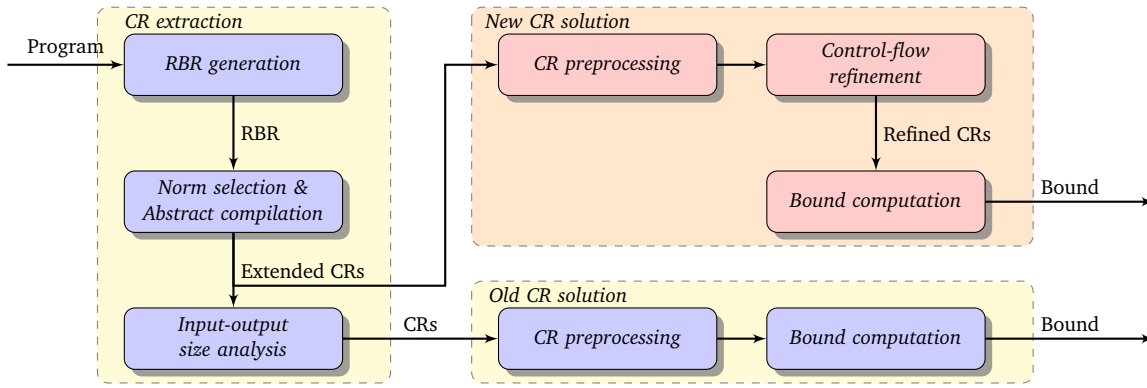 CR extraction
Program
RBR generation
RBR
Norm selection &
Abstract compilation
Extended CRs
Input-output
size analysis
CRs
New CR solution
CR preprocessing
Control-flow
refinement
Refined CRs
Bound computation
Bound
Old CR solution
CR preprocessing
Bound computation
Bound